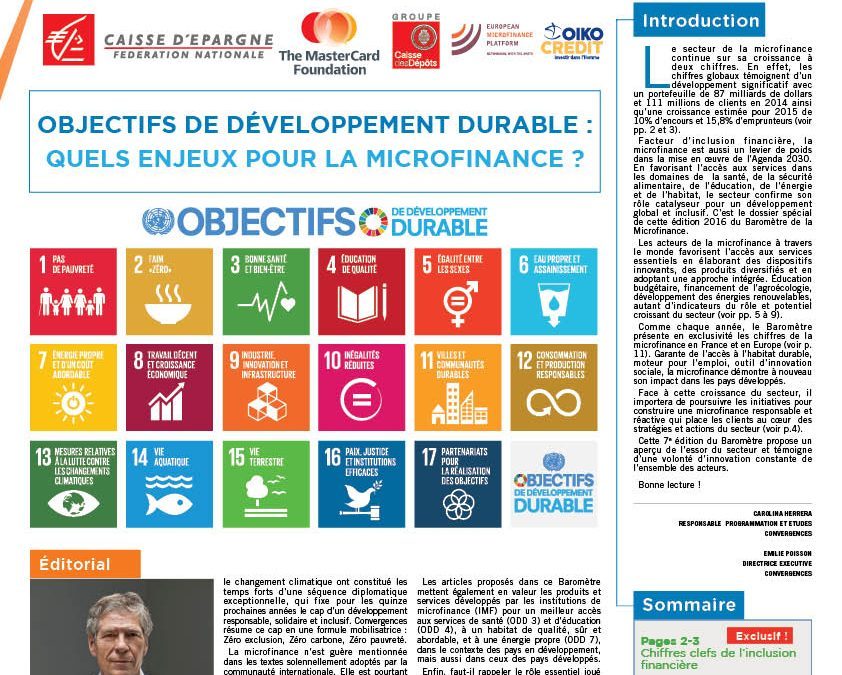 CAISSE D'EPARGNE
FEDERATION NATIONALE
The MasterCard
Foundation
GROUPE
Caisse
des Dépôts
EUROPEAN
MICROFINANCE
PLATFORM
OIKO
CREDIT
investir dans l'Homme
OBJECTIFS DE DÉVELOPPEMENT DURABLE :
QUELS ENJEUX POUR LA MICROFINANCE ?
OBJECTIFS DE DÉVELOPPEMENT
DURABLE
1 PAS
DE PAUVRETÉ
2 FAIM
«ZÉRO»
3 BONNE SANTÉ
ET BIEN-ÊTRE
4 ÉDUCATION
DE QUALITÉ
5 ÉGALITÉ ENTRE
LES SEXES
6 EAU PROPRE ET
ASSAINISSEMENT
7 ÉNERGIE PROPRE
ET D'UN COÛT
ABORDABLE
8 TRAVAIL DÉCENT
ET CROISSANCE
ÉCONOMIQUE
9 INDUSTRIE,
INNOVATION ET
INFRASTRUCTURE
10 INÉGALITÉS
RÉDUITES
11 VILLES ET
COMMUNAUTÉS
DURABLES
12 CONSOMMATION
ET PRODUCTION
RESPONSABLES
13 MESURES RELATIVES
À LA LUTTE CONTRE
LES CHANGEMENTS
CLIMATIQUES
14 VIE
AQUATIQUE
15 VIE
TERRESTRE
16 PAIX, JUSTICE
ET INSTITUTIONS
EFFICACES
17 PARTENARIATS
POUR
LA RÉALISATION
DES OBJECTIFS
OBJECTIFS
DE DÉVELOPPEMENT
DURABLE
Éditorial
le changement climatique ont constitué les
temps forts d'une séquence diplomatique
exceptionnelle, qui fixe pour les quinze
prochaines années le cap d'un développement
responsable, solidaire et inclusif. Convergences
résume ce cap en une formule mobilisatrice :
Zéro exclusion, Zéro carbone, Zéro pauvreté.
La microfinance n'est guère mentionnée
dans les textes solennellement adoptés par la
communauté internationale. Elle est pourtant
Les articles proposés dans ce Baromètre
mettent également en valeur les produits et
services développés par les institutions de
microfinance (IMF) pour un meilleur accès
aux services de santé (ODD 3) et d'éducation
(ODD 4), à un habitat de qualité, sûr et
abordable, et à une énergie propre (ODD 7),
dans le contexte des pays en développement,
mais aussi dans ceux des pays développés.
Enfin, faut-il rappeler le rôle essentiel joué
Introduction
Le secteur de la microfinance
continue sur sa croissance à
deux chiffres. En effet, les
chiffres globaux témoignent d'un
développement significatif avec
un portefeuille de 87 milliards de dollars
et 111 millions de clients en 2014 ainsi
qu'une croissance estimée pour 2015 de
10% d'encours et 15,8% d'emprunteurs (voir
pp. 2 et 3).
Facteur d'inclusion financière, la
microfinance est aussi un levier de poids
dans la mise en œuvre de l'Agenda 2030.
En favorisant l'accès aux services dans
les domaines de la santé, de la sécurité
alimentaire, de l'éducation, de l'énergie
et de l'habitat, le secteur confirme son
rôle catalyseur pour un développement
global et inclusif. C'est le dossier spécial
de cette édition 2016 du Baromètre de la
Microfinance.
Les acteurs de la microfinance à travers
le monde favorisent l'accès aux services
essentiels en élaborant des dispositifs
innovants, des produits diversifiés et en
adoptant une approche intégrée. Education
budgétaire, financement de l'agroécologie,
développement des énergies renouvelables,
autant d'indicateurs du rôle et potentiel
croissant du secteur (voir pp. 5 à 9).
Comme chaque année, le Baromètre
présente en exclusivité les chiffres de la
microfinance en France et en Europe (voir p.
11). Garante de l'accès à l'habitat durable,
moteur pour l'emploi, outil d'innovation
sociale, la microfinance démontre à nouveau
son impact dans les pays développés.
Face à cette croissance du secteur, il
importera de poursuivre les initiatives pour
construire une microfinance responsable et
réactive qui place les clients au cœur des
stratégies et actions du secteur (voir p.4).
Cette 7e édition du Baromètre propose un
aperçu de l'essor du secteur et témoigne
d'une volonté d'innovation constante de
l'ensemble des acteurs.
Bonne lecture !
CAROLINA HERRERA
RESPONSABLE PROGRAMMATION ET ETUDES
CONVERGENCES
EMILIE POISSON
DIRECTRICE EXECUTIVE
CONVERGENCES
Sommaire
Exclusif !
Pages 2-3
Chiffres clefs de l'inclusion
financière